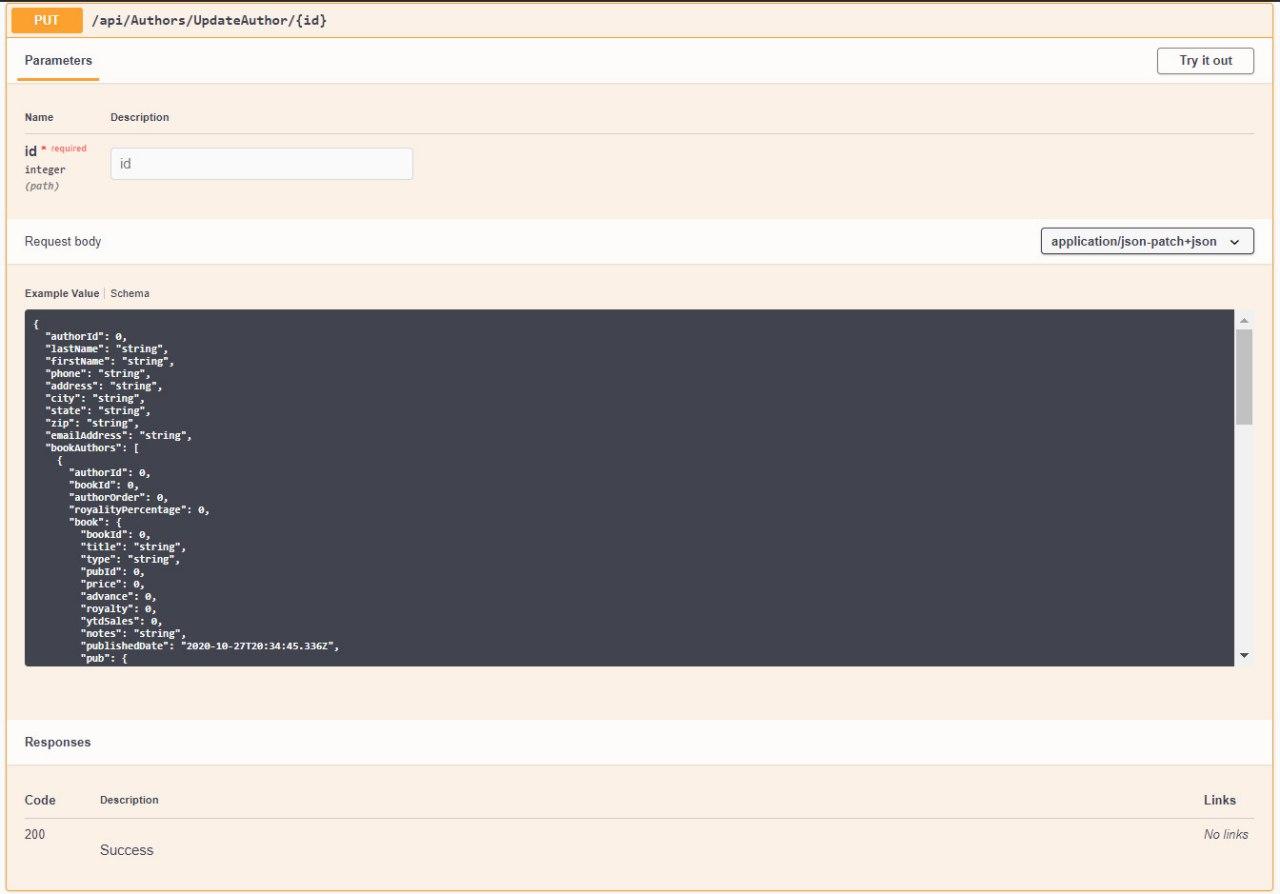 PUT /api/Authors/UpdateAuthor/{id}
Parameters
Try it out
Name Description
id * required
integer
(path)
id
Request body
application/json-patch+json
Example Value Schema
{
  "authorId": 0,
  "lastName": "string",
  "firstName": "string",
  "phone": "string",
  "address": "string",
  "city": "string",
  "state": "string",
  "zip": "string",
  "emailAddress": "string",
  "bookAuthors": [
    {
      "authorId": 0,
      "bookId": 0,
      "authorOrder": 0,
      "royalityPercentage": 0,
      "book": {
        "bookId": 0,
        "title": "string",
        "type": "string",
        "pubId": 0,
        "price": 0,
        "advance": 0,
        "royalty": 0,
        "ytdSales": 0,
        "notes": "string",
        "publishedDate": "2020-10-27T20:34:45.336Z",
        "pub": {
Responses
Code Description Links
200 No links
Success